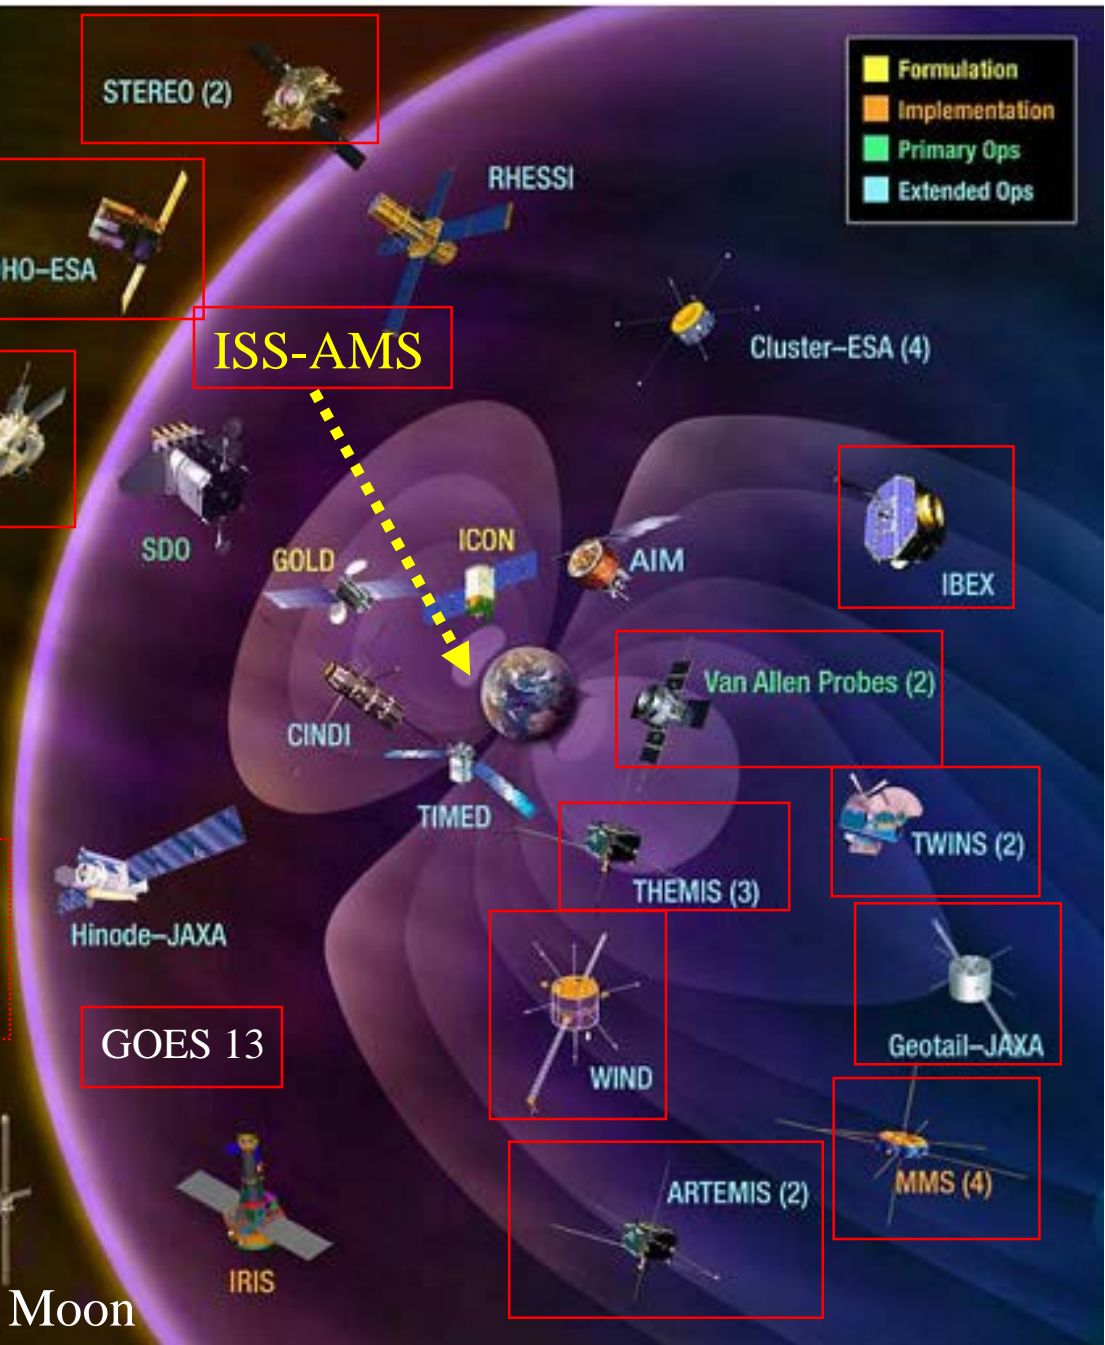 STEREO (2)
Formulation
Implementation
Primary Ops
Extended Ops
RHESSI
HO–ESA
ISS-AMS
Cluster–ESA (4)
SDO
GOLD
ICON
AIM
IBEX
Van Allen Probes (2)
CINDI
TIMED
TWINS (2)
THEMIS (3)
Hinode–JAXA
GOES 13
Geotail–JAXA
WIND
MMS (4)
ARTEMIS (2)
IRIS
Moon